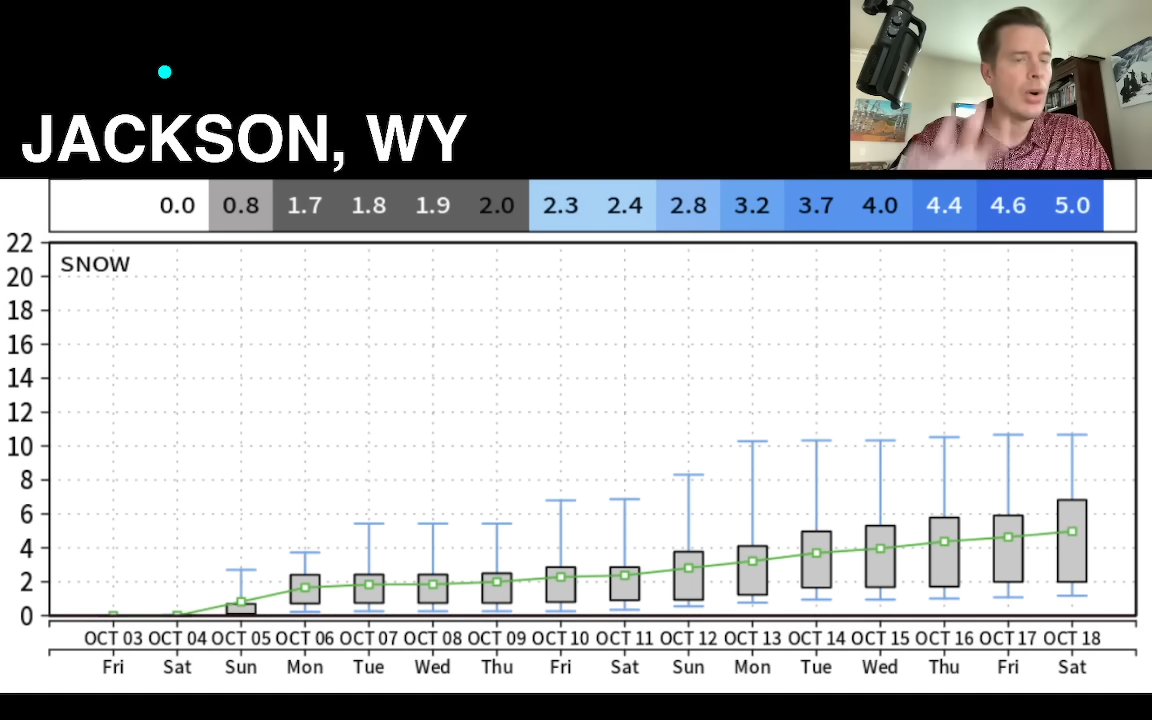 JACKSON, WY
0.0 0.8 1.7 1.8 1.9 2.0 2.3 2.4 2.8 3.2 3.7 4.0 4.4 4.6 5.0
SNOW
22
20
18
16
14
12
10
8
6
4
2
0
OCT 03 OCT 04 OCT 05 OCT 06 OCT 07 OCT 08 OCT 09 OCT 10 OCT 11 OCT 12 OCT 13 OCT 14 OCT 15 OCT 16 OCT 17 OCT 18
Fri Sat Sun Mon Tue Wed Thu Fri Sat Sun Mon Tue Wed Thu Fri Sat